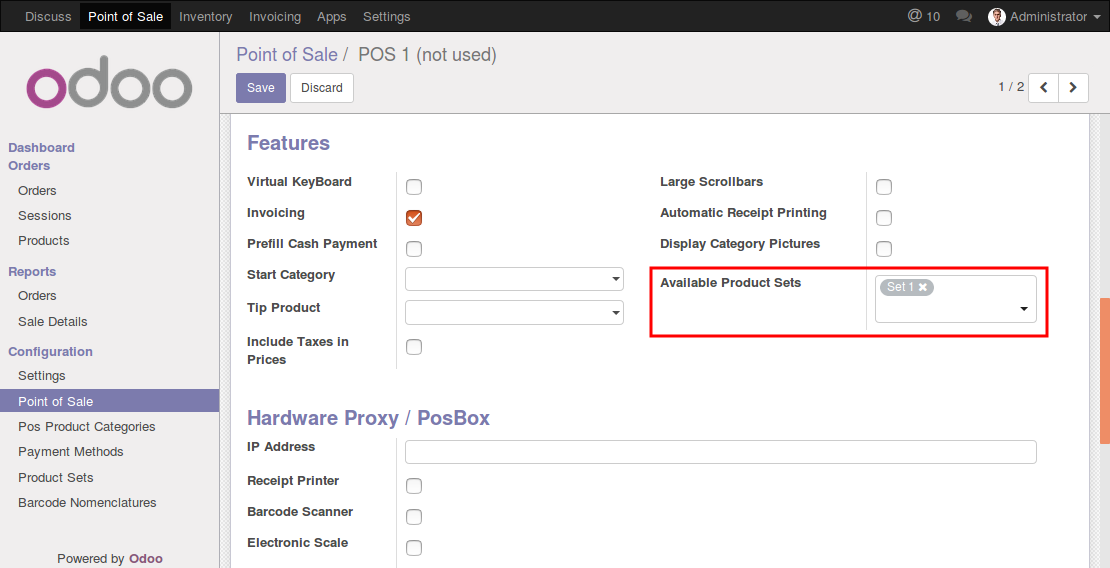 Discuss Point of Sale Inventory Invoicing Apps Settings @ 10 Administrator
odoo
Dashboard
Orders
Orders
Sessions
Products
Reports
Orders
Sale Details
Configuration
Settings
Point of Sale
Pos Product Categories
Payment Methods
Product Sets
Barcode Nomenclatures
Powered by Odoo
Point of Sale / POS 1 (not used)
Save Discard 1 / 2
Features
Virtual KeyBoard
Invoicing
Prefill Cash Payment
Start Category
Tip Product
Include Taxes in
Prices
Large Scrollbars
Automatic Receipt Printing
Display Category Pictures
Available Product Sets Set 1 ✖
Hardware Proxy / PosBox
IP Address
Receipt Printer
Barcode Scanner
Electronic Scale